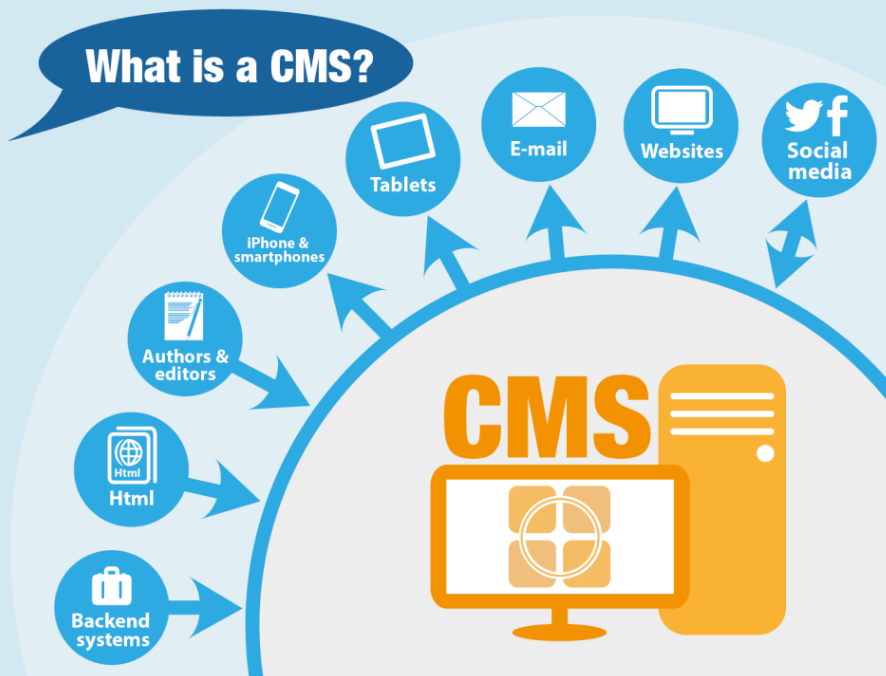 What is a CMS?
Backend
systems
Html
Html
Authors &
editors
iPhone &
smartphones
Tablets
E-mail
Websites
Social
media
CMS